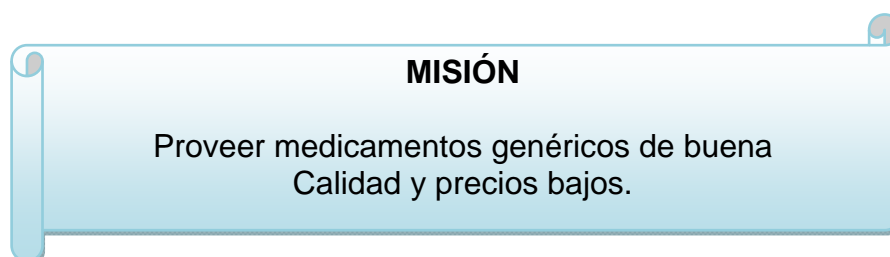 MISIÓN
Proveer medicamentos genéricos de buena
Calidad y precios bajos.